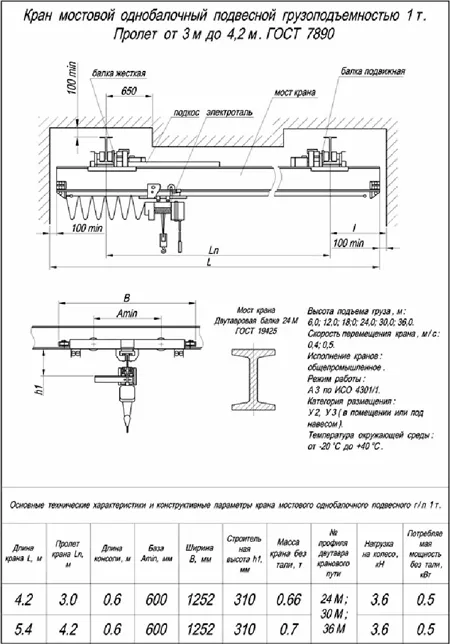 Кран мостовой однобалочный подвесной грузоподъемностью 1 т.
Пролет от 3 м до 4,2 м. ГОСТ 7890
балка жесткая
балка подвижная
100 min
650
подкос
электроталь
мост крана
100 min
Lп
l
100 min
L
B
Amin
h1
Мост крана
Двутавровая балка 24 М
ГОСТ 19425
Высота подъема груза, м:
6,0; 12,0; 18,0; 24,0; 30,0; 36,0.
Скорость перемещения крана, м/с:
0,4; 0,5.
Исполнение кранов:
общепромышленное.
Режим работы:
А3 по ИСО 4301/1.
Категория размещения:
У2, У3 (в помещении или под
навесом).
Температура окружающей среды:
от -20 °C до +40 °C.
Основные технические характеристики и конструктивные параметры крана мостового однобалочного подвесного г/п 1 т.
Длина крана L, м
Пролет крана Lп, м
Длина консоли, м
База Amin, мм
Ширина B, мм
Строительная высота h1, мм
Масса крана без тали, т
№ профиля двутавра кранового пути
Нагрузка на колесо, кН
Потребляемая мощность без тали, кВт
4.2 3.0 0.6 600 1252 310 0.66 24 М; 30 М; 36 М 3.6 0.5
5.4 4.2 0.6 600 1252 310 0.7 3.6 0.5